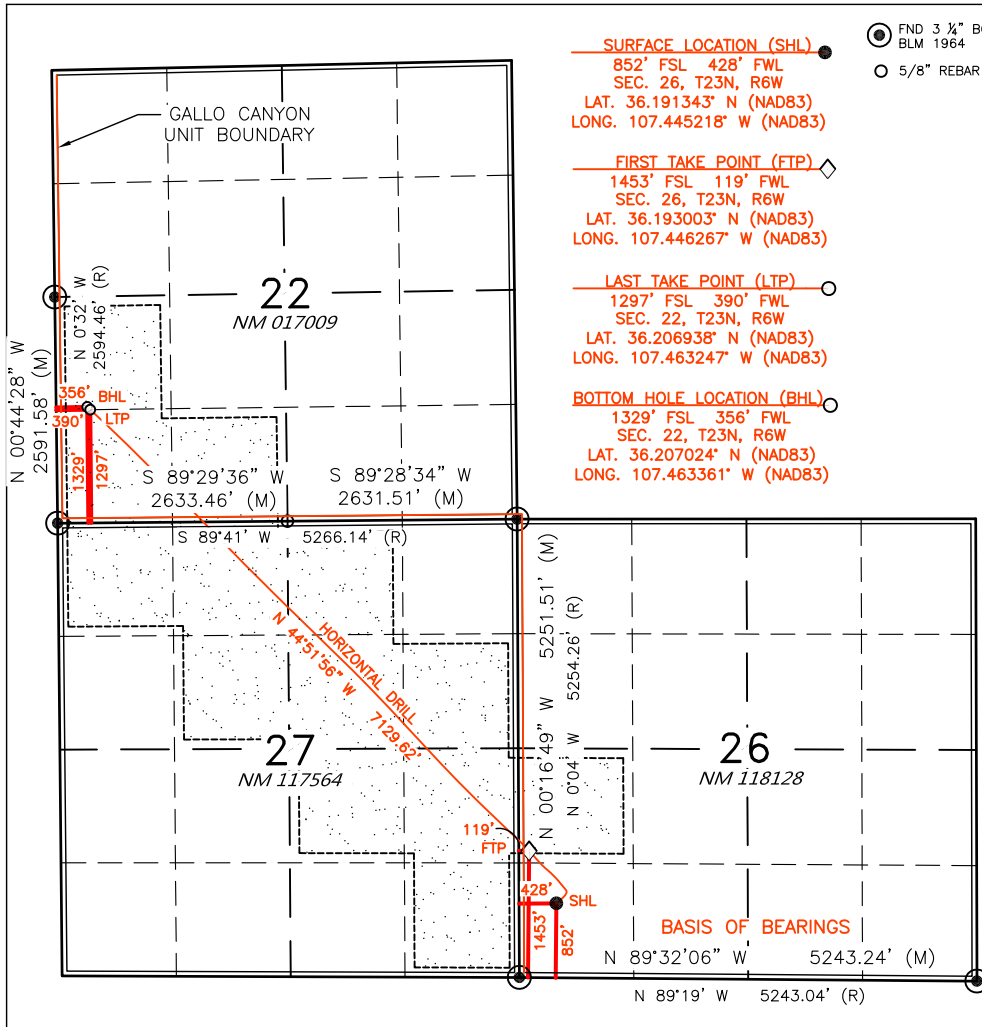 FND 3 ¼"
BLM 1964
5/8" REBAR
SURFACE LOCATION (SHL)
852' FSL 428' FWL
SEC. 26, T23N, R6W
LAT. 36.191343° N (NAD83)
LONG. 107.445218° W (NAD83)
GALLO CANYON
UNIT BOUNDARY
FIRST TAKE POINT (FTP)
1453' FSL 119' FWL
SEC. 26, T23N, R6W
LAT. 36.193003° N (NAD83)
LONG. 107.446267° W (NAD83)
22
NM 017009
LAST TAKE POINT (LTP)
1297' FSL 390' FWL
SEC. 22, T23N, R6W
LAT. 36.206938° N (NAD83)
LONG. 107.463247° W (NAD83)
N 0°32' W
2594.46' (R)
N 00°44'28" W
2591.58' (M)
356' BHL
390' LTP
1329'
1297'
BOTTOM HOLE LOCATION (BHL)
1329' FSL 356' FWL
SEC. 22, T23N, R6W
LAT. 36.207024° N (NAD83)
LONG. 107.463361° W (NAD83)
S 89°29'36" W
2633.46' (M)
S 89°28'34" W
2631.51' (M)
S 89°41' W 5266.14' (R)
N 00°16'49" W 5251.51' (M)
N 0°04' W 5254.26' (R)
HORIZONTAL DRILL
N 44°51'56" W 7129.62'
27
NM 117564
26
NM 118128
119'
FTP
428'
SHL
1453'
852'
BASIS OF BEARINGS
N 89°32'06" W 5243.24' (M)
N 89°19' W 5243.04' (R)